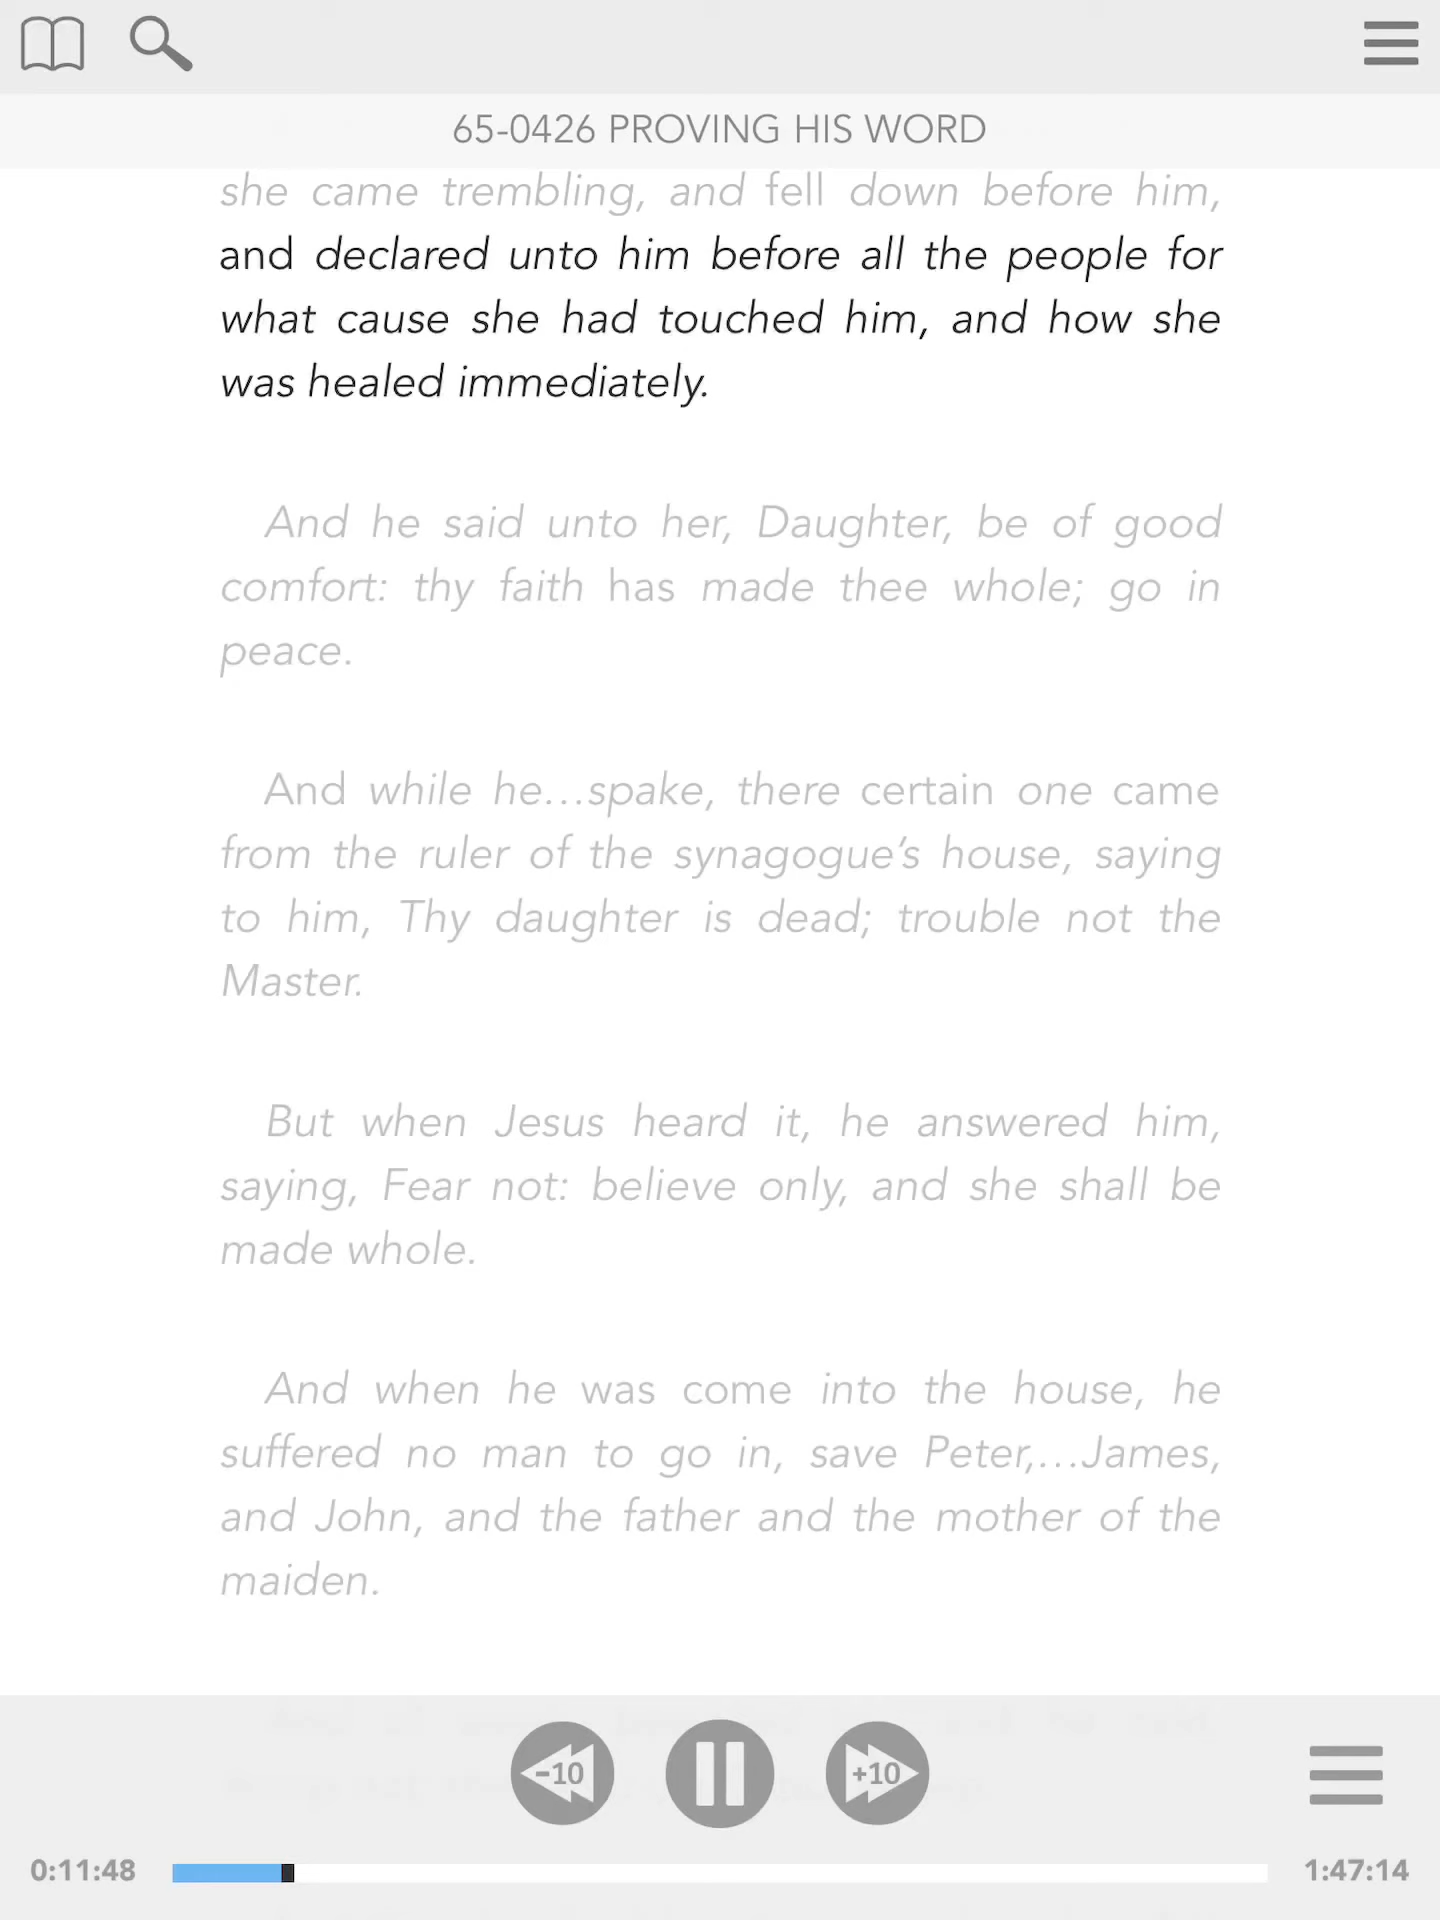 65-0426 PROVING HIS WORD
she came trembling, and fell down before him,
and declared unto him before all the people for
what cause she had touched him, and how she
was healed immediately.
And he said unto her, Daughter, be of good
comfort: thy faith has made thee whole; go in
peace.
And while he…spake, there certain one came
from the ruler of the synagogue’s house, saying
to him, Thy daughter is dead; trouble not the
Master.
But when Jesus heard it, he answered him,
saying, Fear not: believe only, and she shall be
made whole.
And when he was come into the house, he
suffered no man to go in, save Peter,…James,
and John, and the father and the mother of the
maiden.
-10 +10
0:11:48 1:47:14